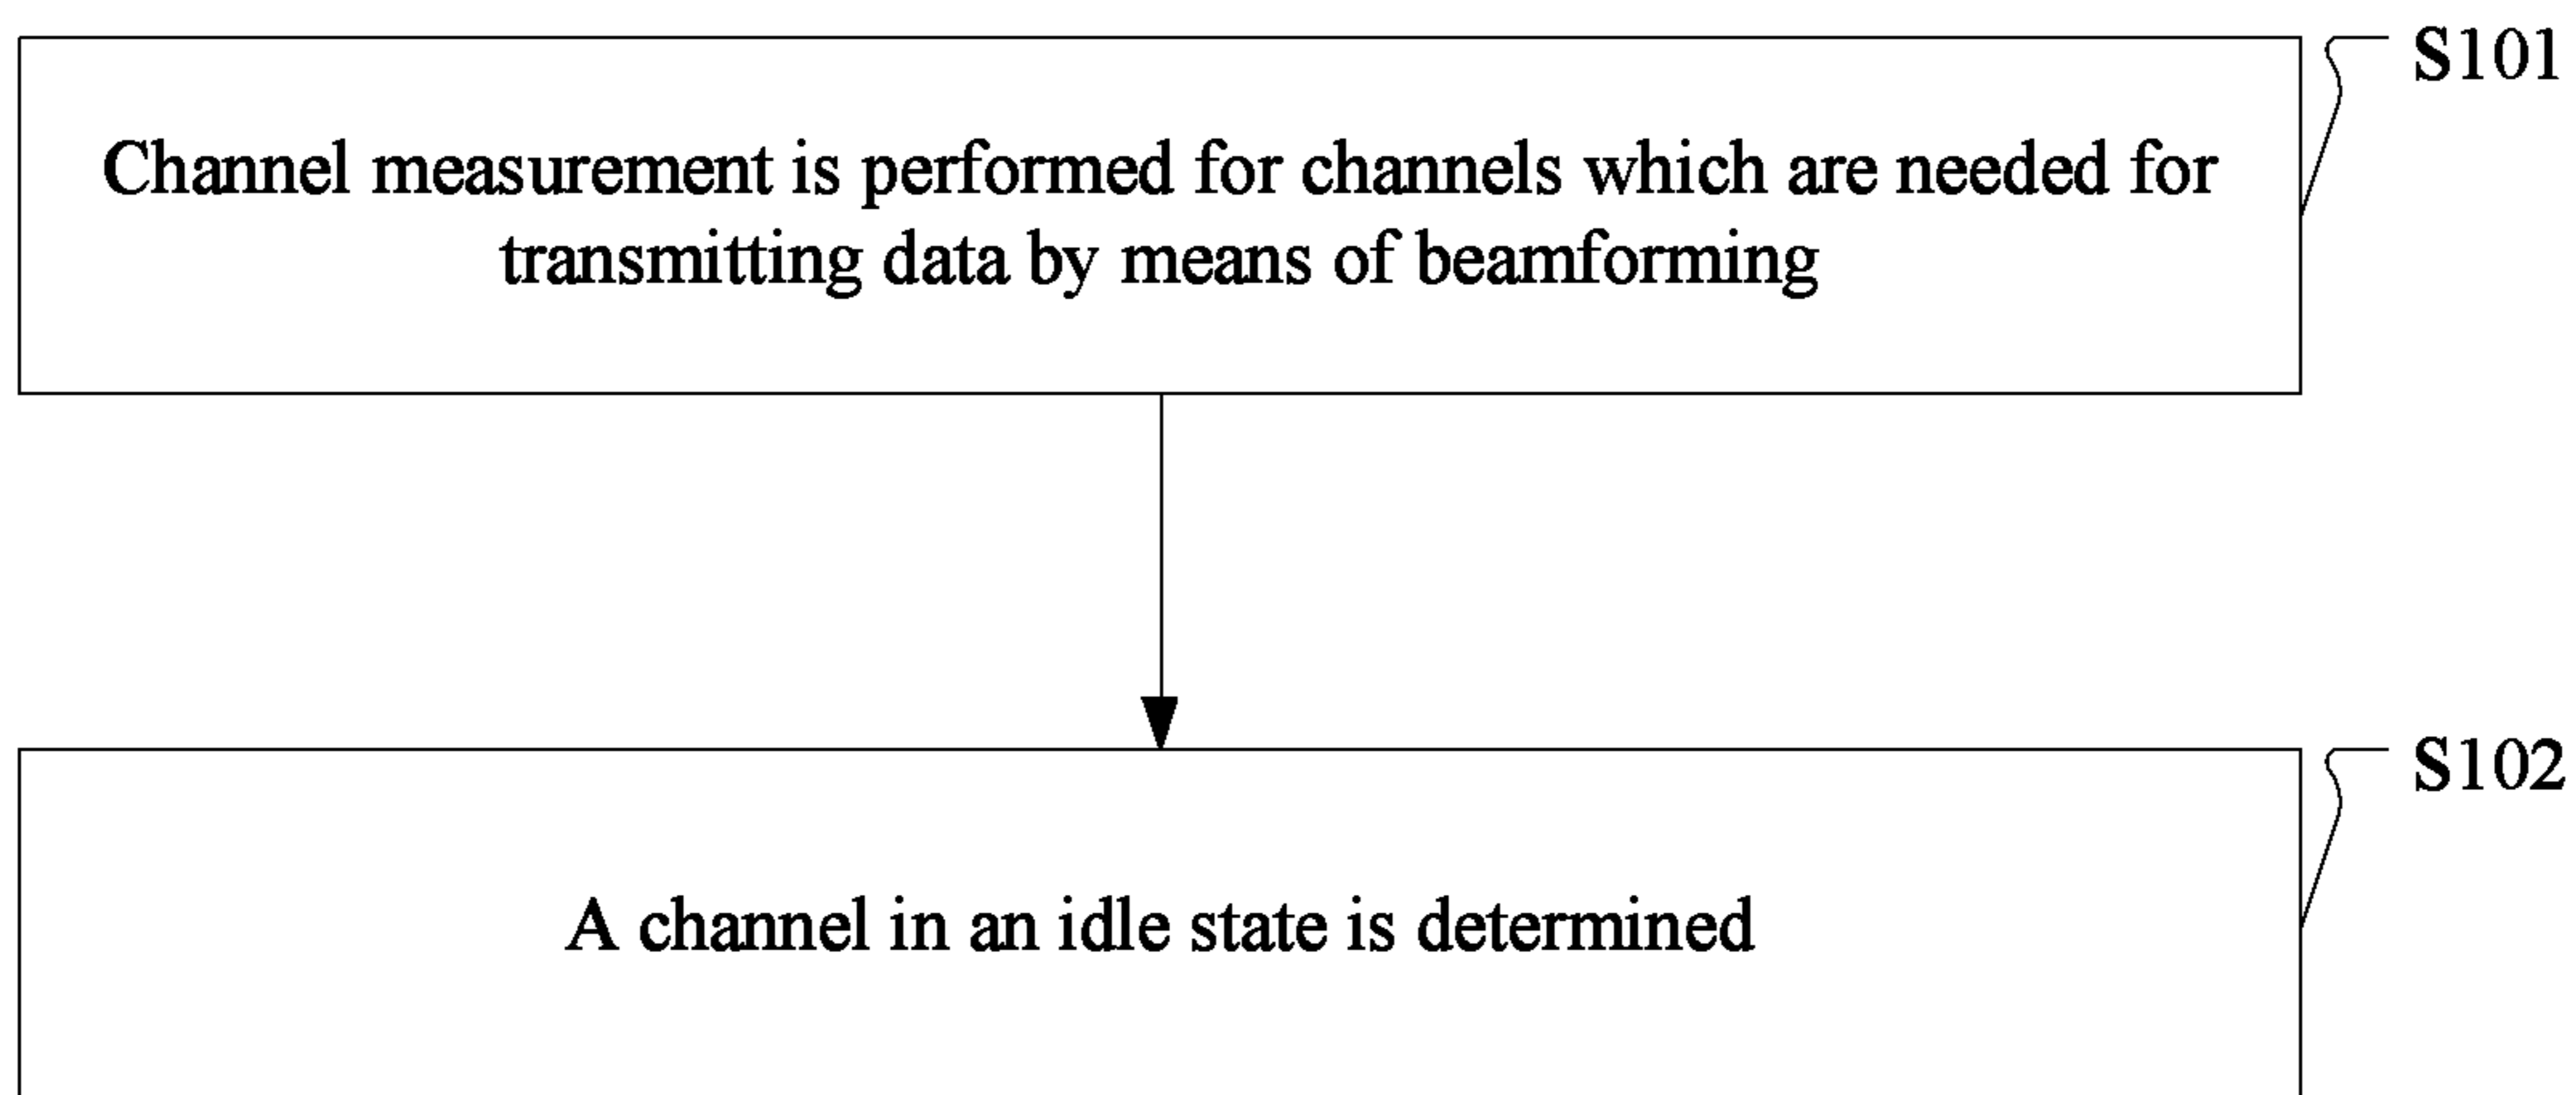 S101
Channel measurement is performed for channels which are needed for
transmitting data by means of beamforming
S102
A channel in an idle state is determined